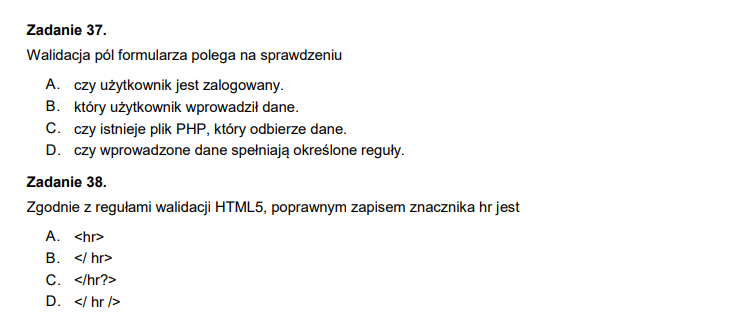 Zadanie 37.
Walidacja pól formularza polega na sprawdzeniu
A. czy użytkownik jest zalogowany.
B. który użytkownik wprowadził dane.
C. czy istnieje plik PHP, który odbierze dane.
D. czy wprowadzone dane spełniają określone reguły.
Zadanie 38.
Zgodnie z regułami walidacji HTML5, poprawnym zapisem znacznika hr jest
A. <hr>
B. </ hr>
C. </hr?>
D. </ hr />